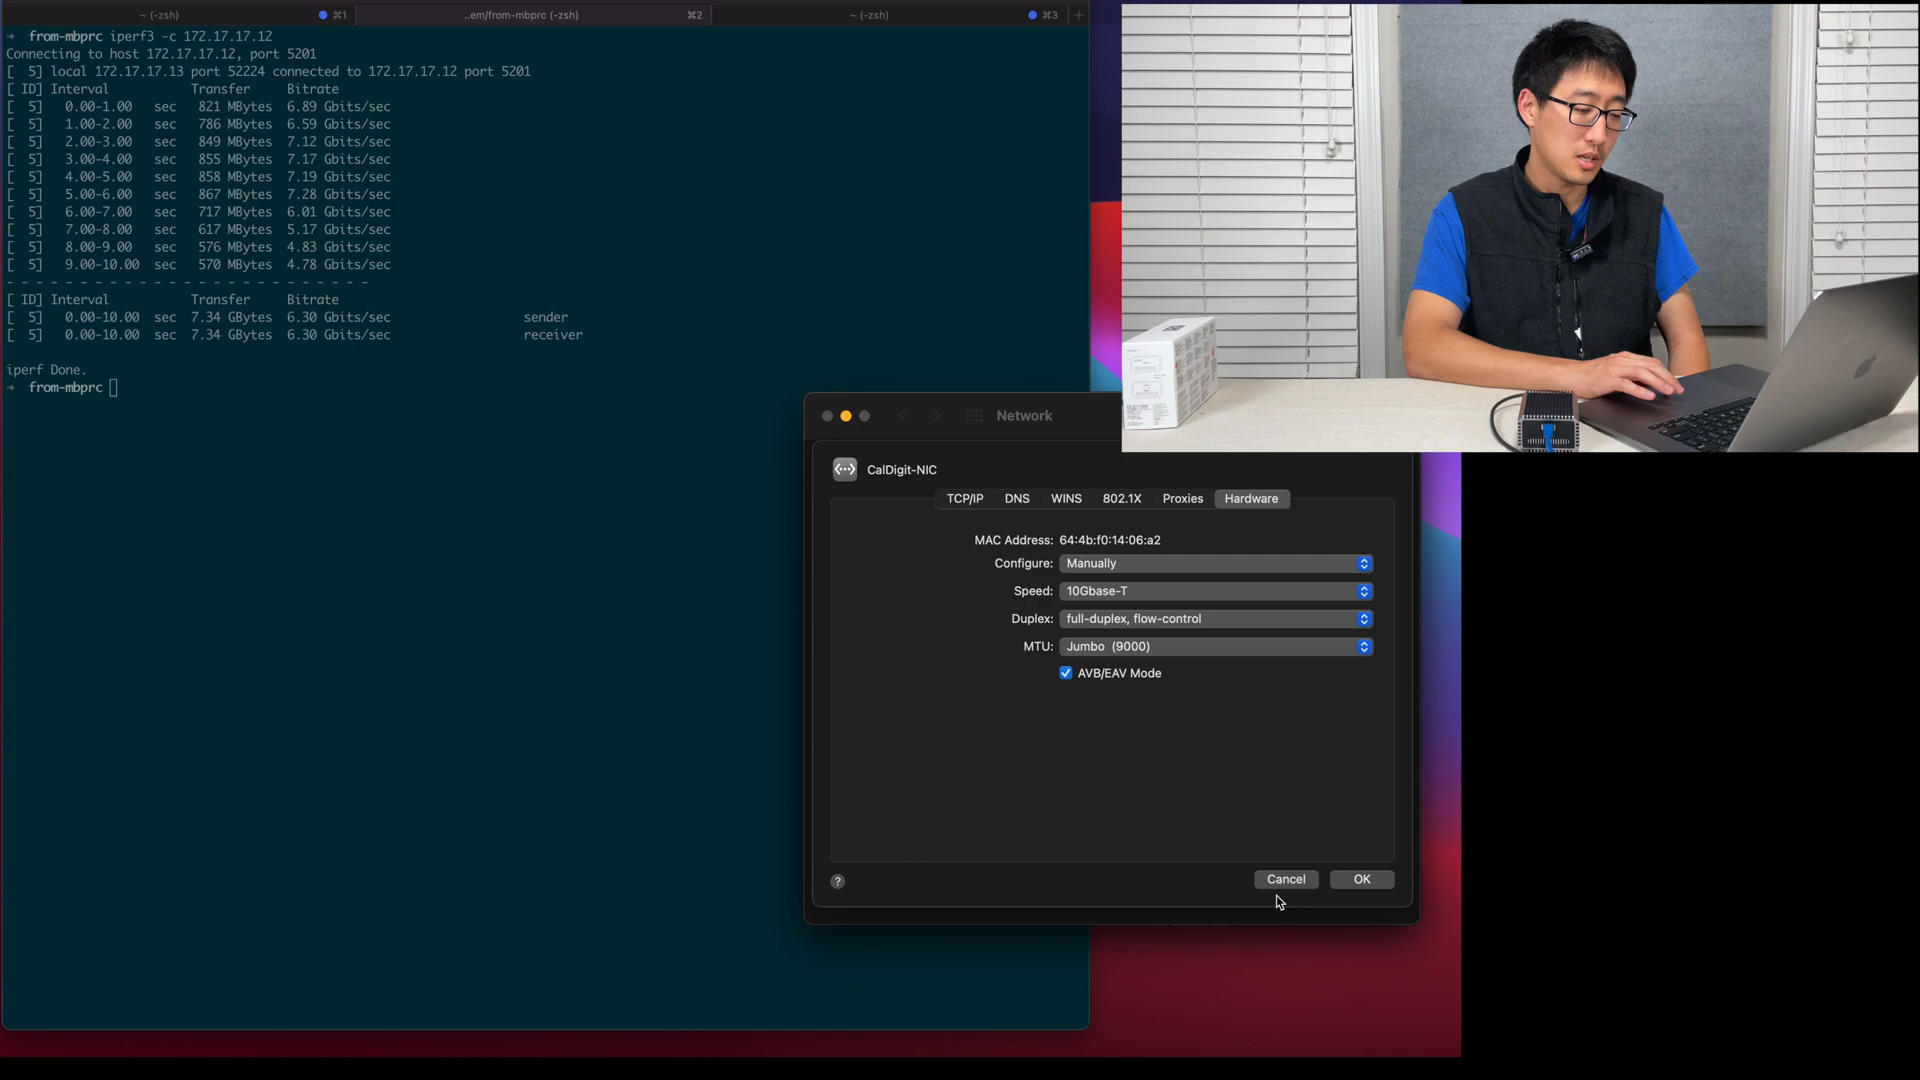 ~ (-zsh) ⌘1 ..em/from-mbprc (-zsh) ⌘2 ~ (-zsh) ⌘3 +
→ from-mbprc iperf3 -c 172.17.17.12
Connecting to host 172.17.17.12, port 5201
[  5] local 172.17.17.13 port 52224 connected to 172.17.17.12 port 5201
[ ID] Interval           Transfer     Bitrate
[  5]   0.00-1.00   sec   821 MBytes  6.89 Gbits/sec
[  5]   1.00-2.00   sec   786 MBytes  6.59 Gbits/sec
[  5]   2.00-3.00   sec   849 MBytes  7.12 Gbits/sec
[  5]   3.00-4.00   sec   855 MBytes  7.17 Gbits/sec
[  5]   4.00-5.00   sec   858 MBytes  7.19 Gbits/sec
[  5]   5.00-6.00   sec   867 MBytes  7.28 Gbits/sec
[  5]   6.00-7.00   sec   717 MBytes  6.01 Gbits/sec
[  5]   7.00-8.00   sec   617 MBytes  5.17 Gbits/sec
[  5]   8.00-9.00   sec   576 MBytes  4.83 Gbits/sec
[  5]   9.00-10.00  sec   570 MBytes  4.78 Gbits/sec
- - - - - - - - - - - - - - - - - - - - - - - - -
[ ID] Interval           Transfer     Bitrate
[  5]   0.00-10.00  sec  7.34 GBytes  6.30 Gbits/sec                  sender
[  5]   0.00-10.00  sec  7.34 GBytes  6.30 Gbits/sec                  receiver
iperf Done.
→ from-mbprc
Network
CalDigit-NIC
TCP/IP DNS WINS 802.1X Proxies Hardware
MAC Address: 64:4b:f0:14:06:a2
Configure: Manually
Speed: 10Gbase-T
Duplex: full-duplex, flow-control
MTU: Jumbo (9000)
AVB/EAV Mode
? Cancel OK